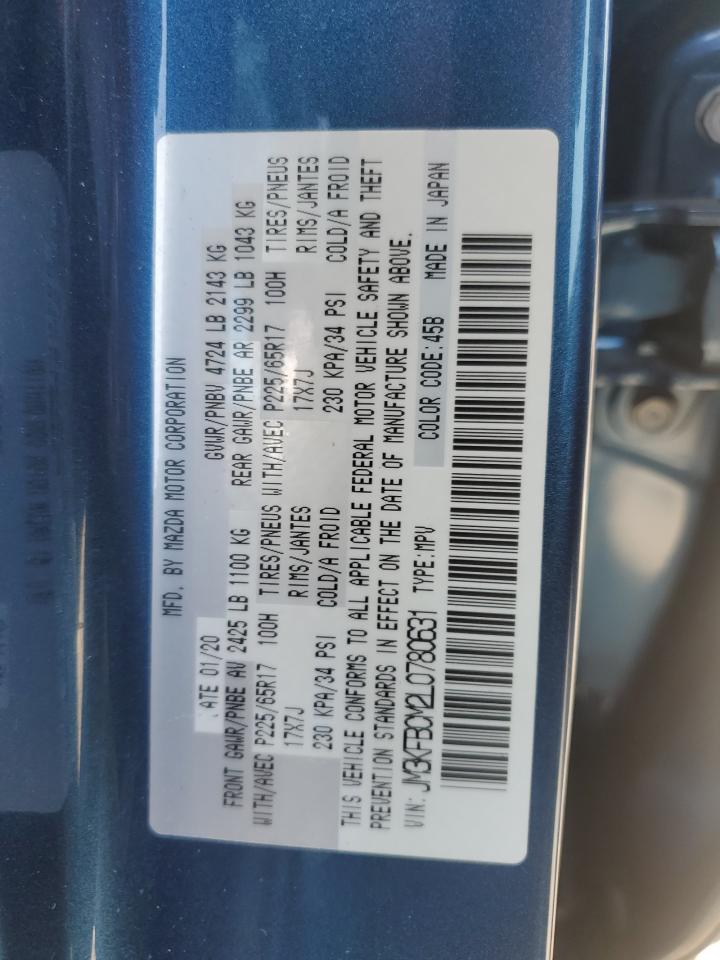 MFD. BY MAZDA MOTOR CORPORATION
ATE 01/20 GVWR/PNBV 4724 LB 2143 KG
FRONT GAWR/PNBE AV 2425 LB 1100 KG REAR GAWR/PNBE AR 2299 LB 1043 KG
WITH/AVEC P225/65R17 100H TIRES/PNEUS WITH/AVEC P225/65R17 100H TIRES/PNEUS
17X7J RIMS/JANTES 17X7J RIMS/JANTES
230 KPA/34 PSI COLD/A FROID 230 KPA/34 PSI COLD/A FROID
THIS VEHICLE CONFORMS TO ALL APPLICABLE FEDERAL MOTOR VEHICLE SAFETY AND THEFT
PREVENTION STANDARDS IN EFFECT ON THE DATE OF MANUFACTURE SHOWN ABOVE.
VIN: JM3KFBCM2L0780631 TYPE:MPV COLOR CODE:45B MADE IN JAPAN